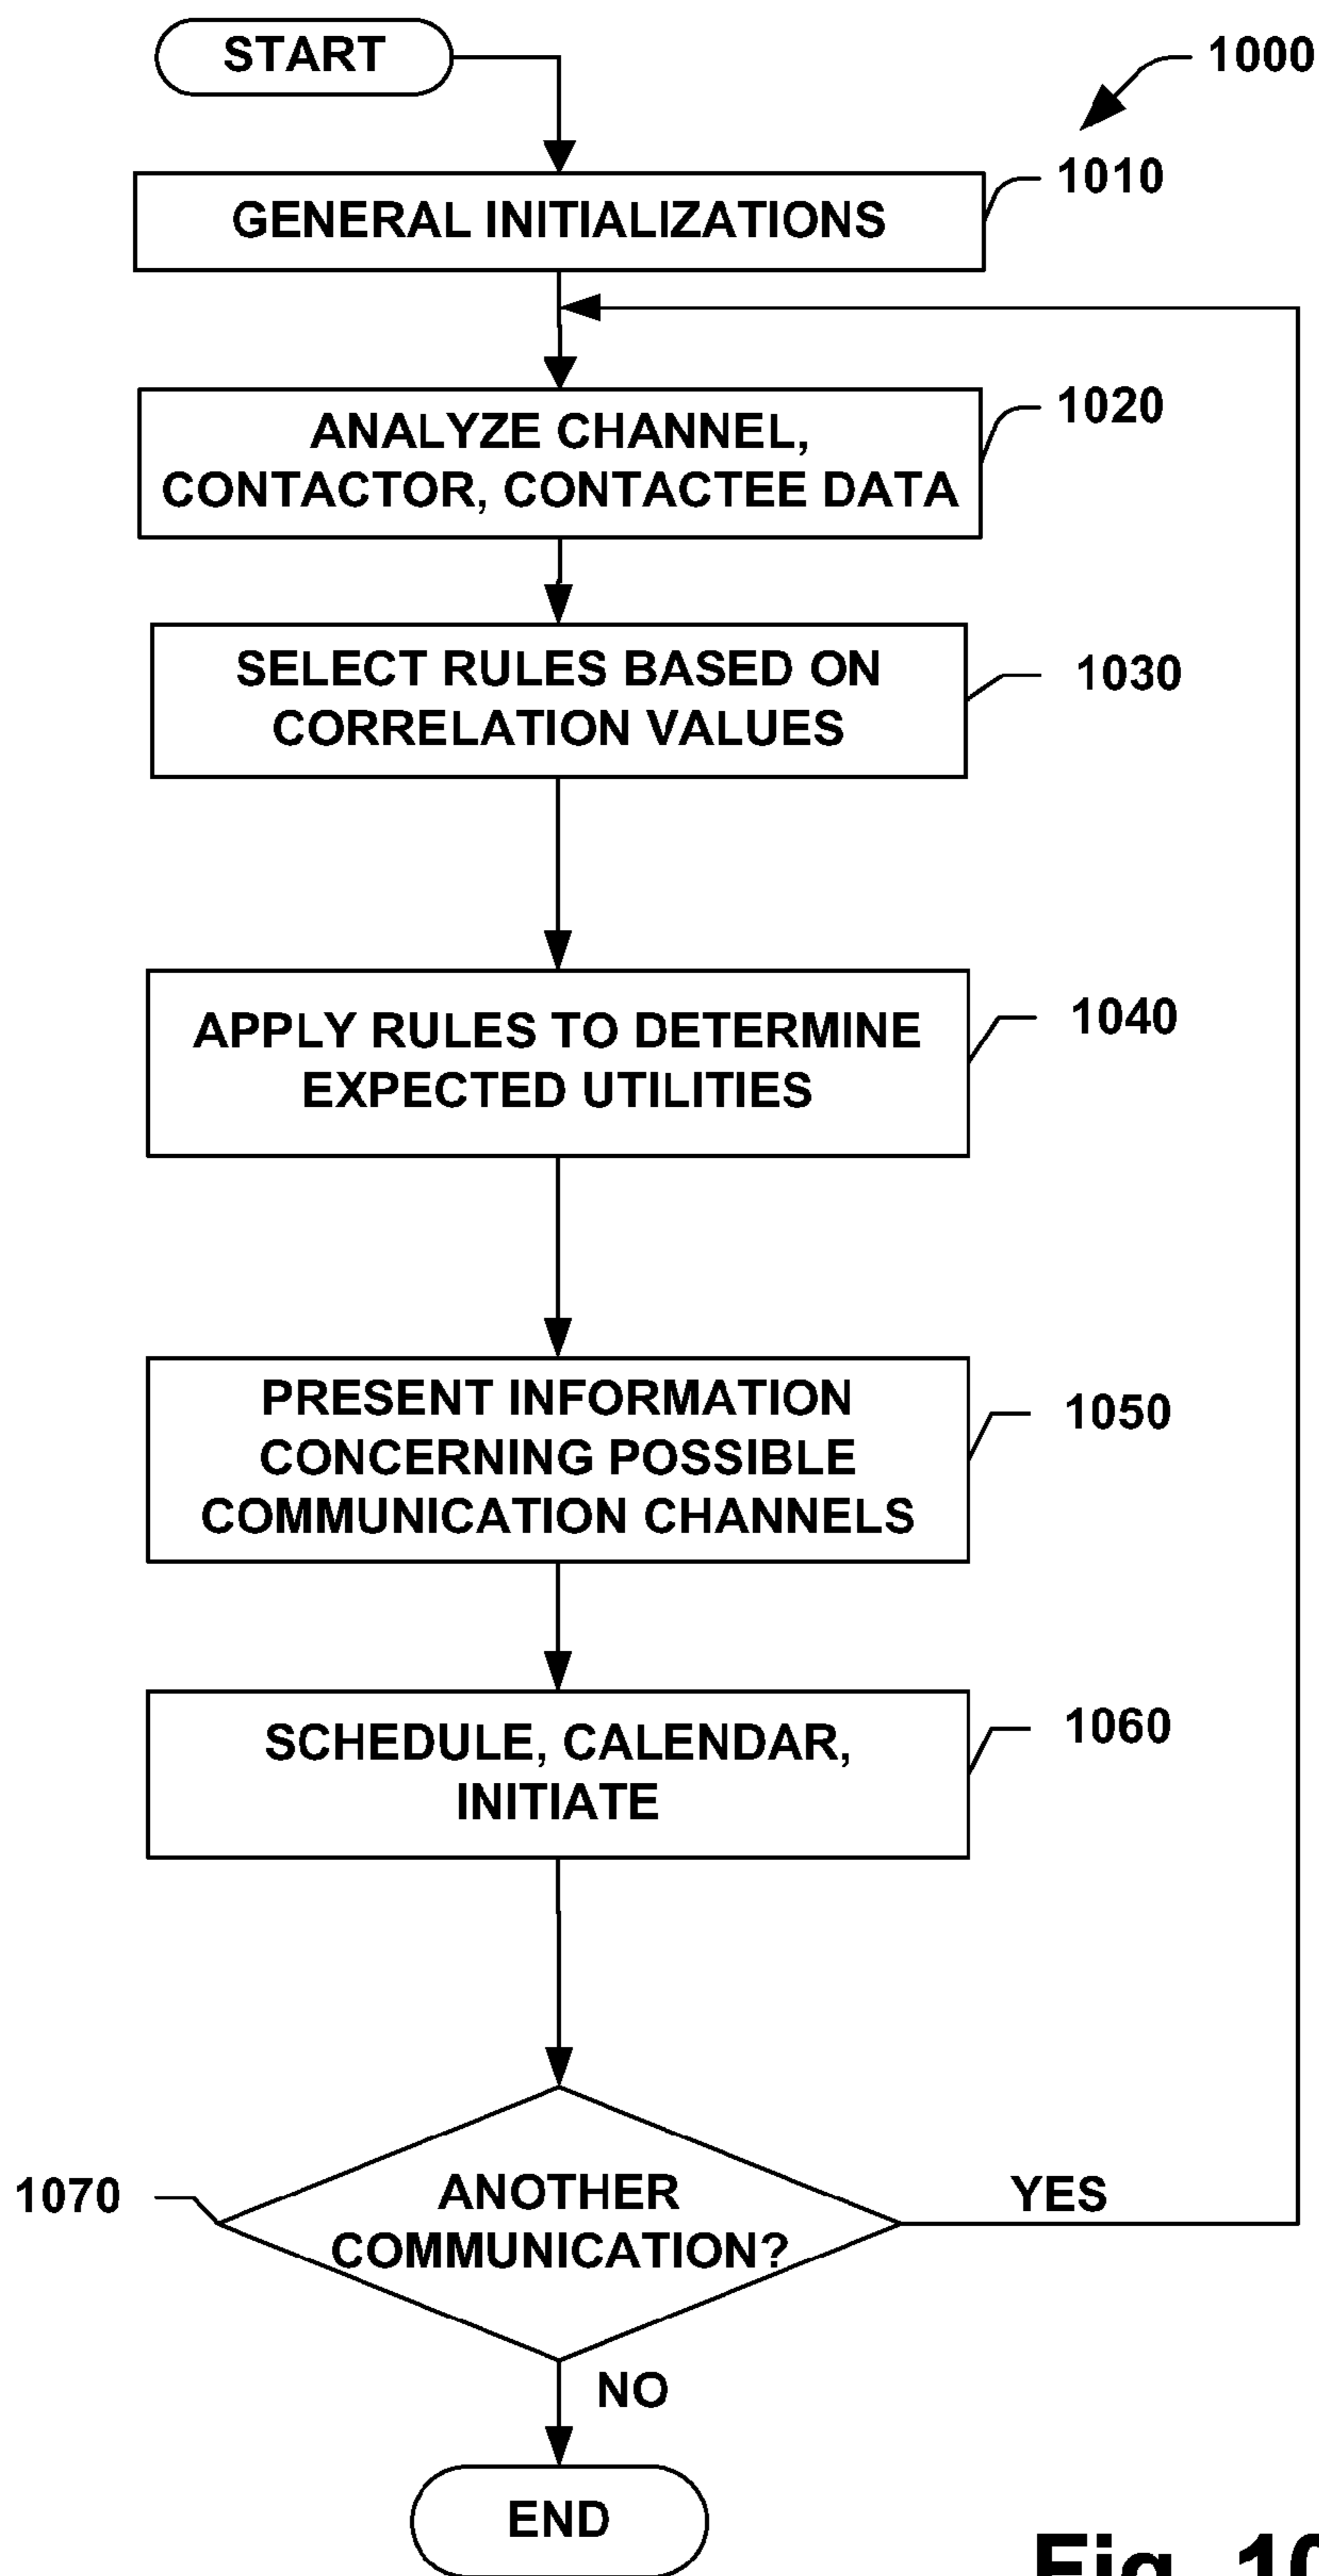 START
1000
1010
GENERAL INITIALIZATIONS
1020
ANALYZE CHANNEL,
CONTACTOR, CONTACTEE DATA
1030
SELECT RULES BASED ON
CORRELATION VALUES
1040
APPLY RULES TO DETERMINE
EXPECTED UTILITIES
1050
PRESENT INFORMATION
CONCERNING POSSIBLE
COMMUNICATION CHANNELS
1060
SCHEDULE, CALENDAR,
INITIATE
1070
ANOTHER
COMMUNICATION?
YES
NO
END
Fig. 10